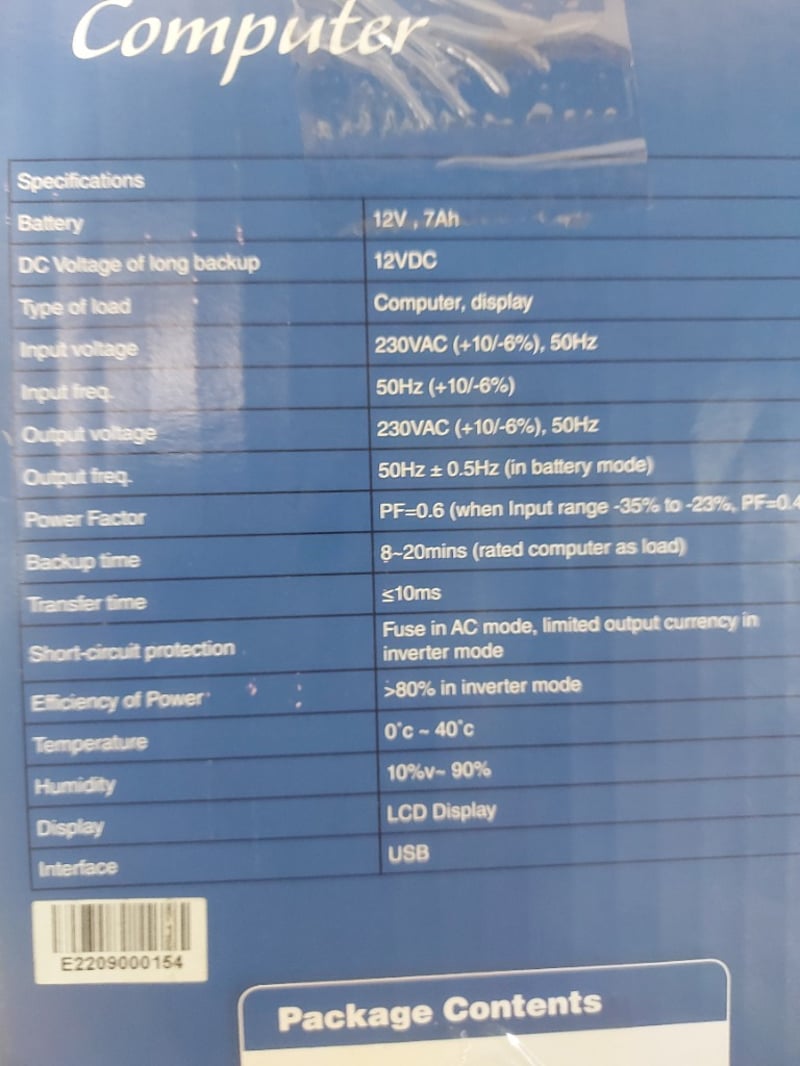 Computer
Specifications
Battery 12V , 7Ah
DC Voltage of long backup 12VDC
Type of load Computer, display
Input voltage 230VAC (+10/-6%), 50Hz
Input freq. 50Hz (+10/-6%)
Output voltage 230VAC (+10/-6%), 50Hz
Output freq. 50Hz ± 0.5Hz (in battery mode)
Power Factor PF=0.6 (when Input range -35% to -23%, PF=0.4
Backup time 8~20mins (rated computer as load)
Transfer time ≤10ms
Short-circuit protection Fuse in AC mode, limited output currency in
inverter mode
Efficiency of Power >80% in inverter mode
Temperature 0°c ~ 40°c
Humidity 10%v~ 90%
Display LCD Display
Interface USB
E2209000154
Package Contents